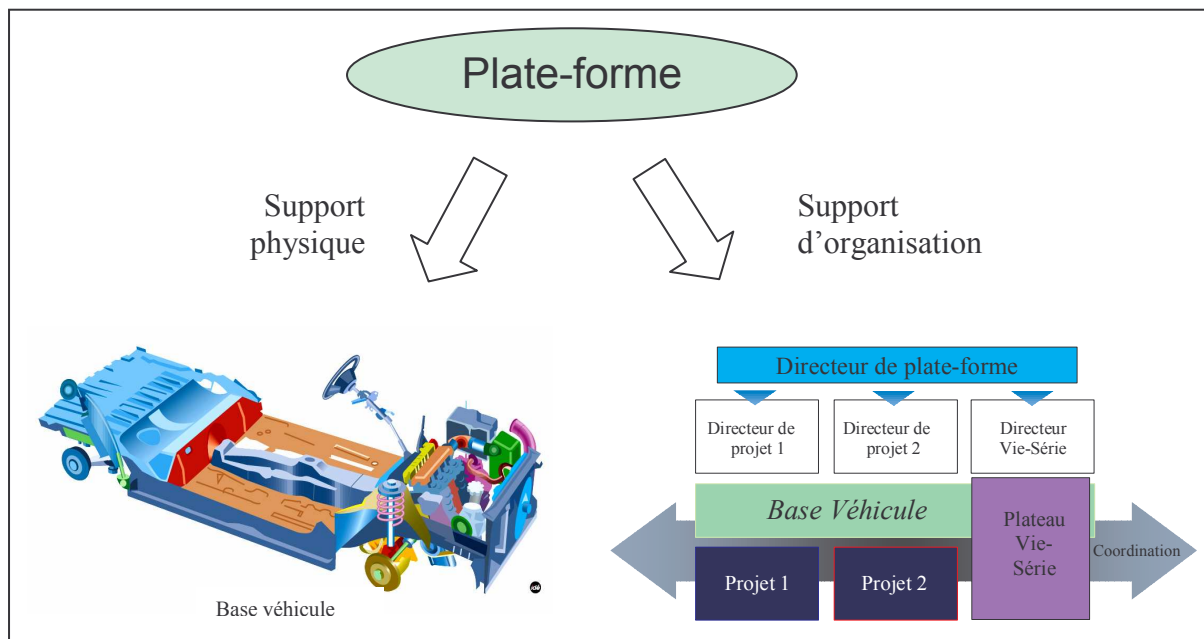 Plate-forme
Support
physique
Support
d’organisation
Base véhicule
Directeur de plate-forme
Directeur de
projet 1
Directeur de
projet 2
Directeur
Vie-Série
Base Véhicule
Plateau
Vie-
Série
Coordination
Projet 1
Projet 2